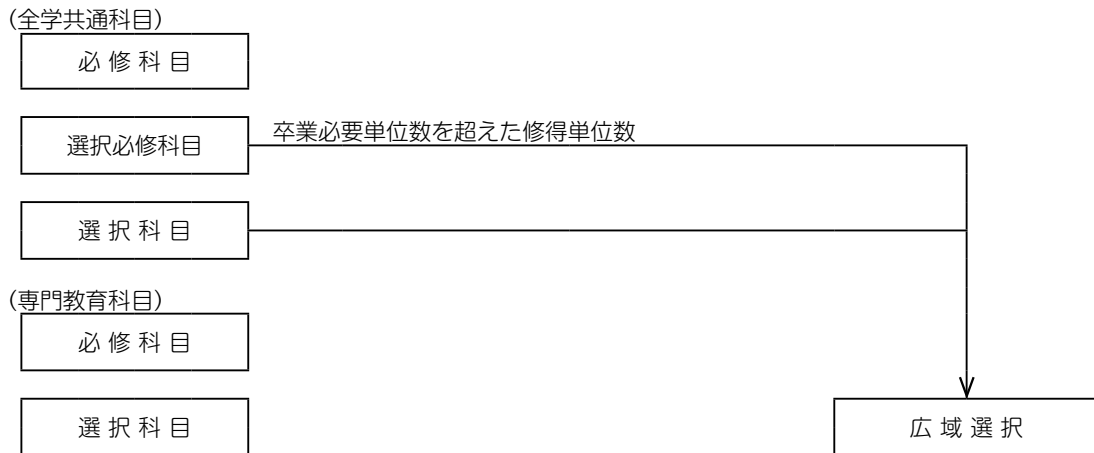 (全学共通科目)
必修科目
選択必修科目
卒業必要単位数を超えた修得単位数
選択科目
(専門教育科目)
必修科目
選択科目
広域選択